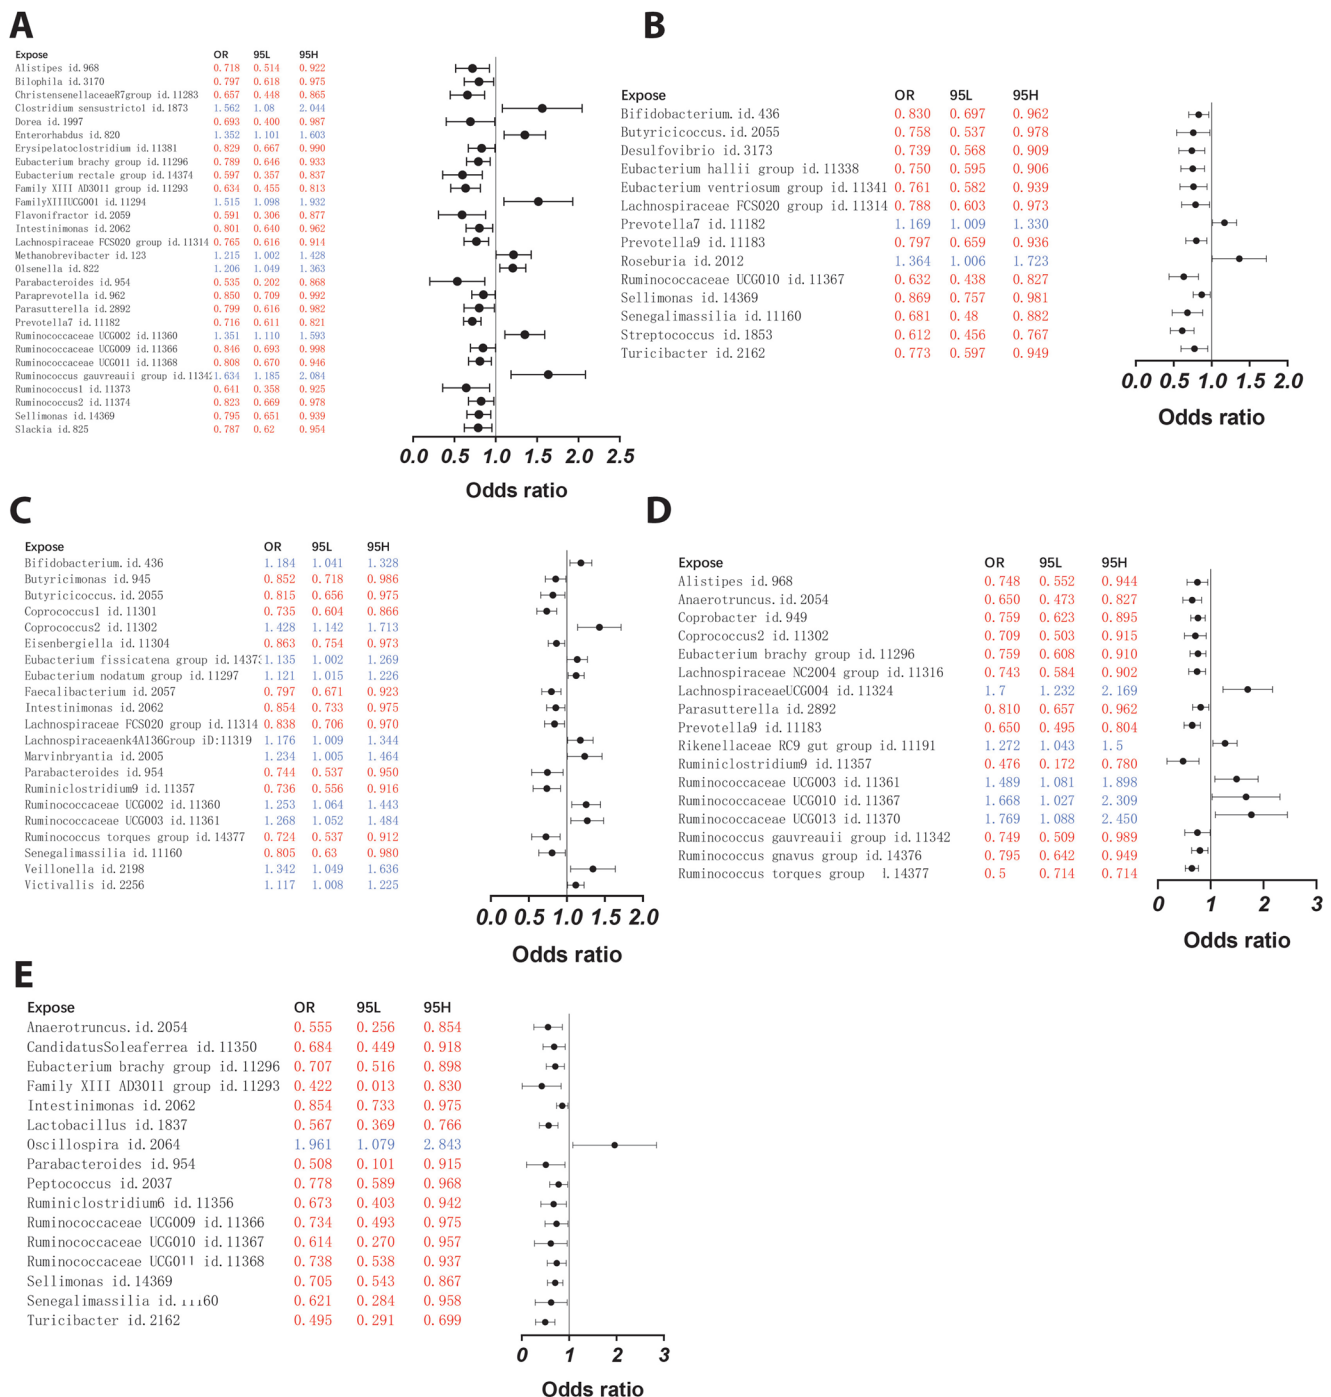 A
Expose OR 95L 95H
Alistipes id.968 0.718 0.514 0.922
Bilophila id.3170 0.797 0.618 0.975
ChristensenellaceaeR7group id.11283 0.657 0.448 0.865
Clostridium sensustricto1 id.1873 1.562 1.08 2.044
Dorea id.1997 0.693 0.400 0.987
Enterorhabdus id.820 1.352 1.101 1.603
Erysipelatoclostridium id.11381 0.829 0.667 0.990
Eubacterium brachy group id.11296 0.789 0.646 0.933
Eubacterium rectale group id.14374 0.597 0.357 0.837
Family XIII AD3011 group id.11293 0.634 0.455 0.813
FamilyXIIIUCG001 id.11294 1.515 1.098 1.932
Flavonifractor id.2059 0.591 0.306 0.877
Intestinimonas id.2062 0.801 0.640 0.962
Lachnospiraceae FCS020 group id.11314 0.765 0.616 0.914
Methanobrevibacter id.123 1.215 1.002 1.428
Olsenella id.822 1.206 1.049 1.363
Parabacteroides id.954 0.535 0.202 0.868
Paraprevotella id.962 0.850 0.709 0.992
Parasutterella id.2892 0.799 0.616 0.982
Prevotella7 id.11182 0.716 0.611 0.821
Ruminococcaceae UCG002 id.11360 1.351 1.110 1.593
Ruminococcaceae UCG009 id.11366 0.846 0.693 0.998
Ruminococcaceae UCG011 id.11368 0.808 0.670 0.946
Ruminococcus gauvreauii group id.11342 1.634 1.185 2.084
Ruminococcus1 id.11373 0.641 0.358 0.925
Ruminococcus2 id.11374 0.823 0.669 0.978
Sellimonas id.14369 0.795 0.651 0.939
Slackia id.825 0.787 0.62 0.954
0.0 0.5 1.0 1.5 2.0 2.5
Odds ratio
B
Expose OR 95L 95H
Bifidobacterium.id.436 0.830 0.697 0.962
Butyricicoccus.id.2055 0.758 0.537 0.978
Desulfovibrio id.3173 0.739 0.568 0.909
Eubacterium hallii group id.11338 0.750 0.595 0.906
Eubacterium ventriosum group id.11341 0.761 0.582 0.939
Lachnospiraceae FCS020 group id.11314 0.788 0.603 0.973
Prevotella7 id.11182 1.169 1.009 1.330
Prevotella9 id.11183 0.797 0.659 0.936
Roseburia id.2012 1.364 1.006 1.723
Ruminococcaceae UCG010 id.11367 0.632 0.438 0.827
Sellimonas id.14369 0.869 0.757 0.981
Senegalimassilia id.11160 0.681 0.48 0.882
Streptococcus id.1853 0.612 0.456 0.767
Turicibacter id.2162 0.773 0.597 0.949
0.0 0.5 1.0 1.5 2.0
Odds ratio
C
Expose OR 95L 95H
Bifidobacterium.id.436 1.184 1.041 1.328
Butyricimonas id.945 0.852 0.718 0.986
Butyricicoccus.id.2055 0.815 0.656 0.975
Coprococcus1 id.11301 0.735 0.604 0.866
Coprococcus2 id.11302 1.428 1.142 1.713
Eisenbergiella id.11304 0.863 0.754 0.973
Eubacterium fissicatena group id.14373 1.135 1.002 1.269
Eubacterium nodatum group id.11297 1.121 1.015 1.226
Faecalibacterium id.2057 0.797 0.671 0.923
Intestinimonas id.2062 0.854 0.733 0.975
Lachnospiraceae FCS020 group id.11314 0.838 0.706 0.970
Lachnospiraceaenk4A136Group iD:11319 1.176 1.009 1.344
Marvinbryantia id.2005 1.234 1.005 1.464
Parabacteroides id.954 0.744 0.537 0.950
Ruminiclostridium9 id.11357 0.736 0.556 0.916
Ruminococcaceae UCG002 id.11360 1.253 1.064 1.443
Ruminococcaceae UCG003 id.11361 1.268 1.052 1.484
Ruminococcus torques group id.14377 0.724 0.537 0.912
Senegalimassilia id.11160 0.805 0.63 0.980
Veillonella id.2198 1.342 1.049 1.636
Victivallis id.2256 1.117 1.008 1.225
0.0 0.5 1.0 1.5 2.0
Odds ratio
D
Expose OR 95L 95H
Alistipes id.968 0.748 0.552 0.944
Anaerotruncus.id.2054 0.650 0.473 0.827
Coprobacter id.949 0.759 0.623 0.895
Coprococcus2 id.11302 0.709 0.503 0.915
Eubacterium brachy group id.11296 0.759 0.608 0.910
Lachnospiraceae NC2004 group id.11316 0.743 0.584 0.902
LachnospiraceaeUCG004 id.11324 1.7 1.232 2.169
Parasutterella id.2892 0.810 0.657 0.962
Prevotella9 id.11183 0.650 0.495 0.804
Rikenellaceae RC9 gut group id.11191 1.272 1.043 1.5
Ruminiclostridium9 id.11357 0.476 0.172 0.780
Ruminococcaceae UCG003 id.11361 1.489 1.081 1.898
Ruminococcaceae UCG010 id.11367 1.668 1.027 2.309
Ruminococcaceae UCG013 id.11370 1.769 1.088 2.450
Ruminococcus gauvreauii group id.11342 0.749 0.509 0.989
Ruminococcus gnavus group id.14376 0.795 0.642 0.949
Ruminococcus torques group .14377 0.5 0.714 0.714
0 1 2 3
Odds ratio
E
Expose OR 95L 95H
Anaerotruncus.id.2054 0.555 0.256 0.854
CandidatusSoleaferrea id.11350 0.684 0.449 0.918
Eubacterium brachy group id.11296 0.707 0.516 0.898
Family XIII AD3011 group id.11293 0.422 0.013 0.830
Intestinimonas id.2062 0.854 0.733 0.975
Lactobacillus id.1837 0.567 0.369 0.766
Oscillospira id.2064 1.961 1.079 2.843
Parabacteroides id.954 0.508 0.101 0.915
Peptococcus id.2037 0.778 0.589 0.968
Ruminiclostridium6 id.11356 0.673 0.403 0.942
Ruminococcaceae UCG009 id.11366 0.734 0.493 0.975
Ruminococcaceae UCG010 id.11367 0.614 0.270 0.957
Ruminococcaceae UCG011 id.11368 0.738 0.538 0.937
Sellimonas id.14369 0.705 0.543 0.867
Senegalimassilia id.11160 0.621 0.284 0.958
Turicibacter id.2162 0.495 0.291 0.699
0 1 2 3
Odds ratio